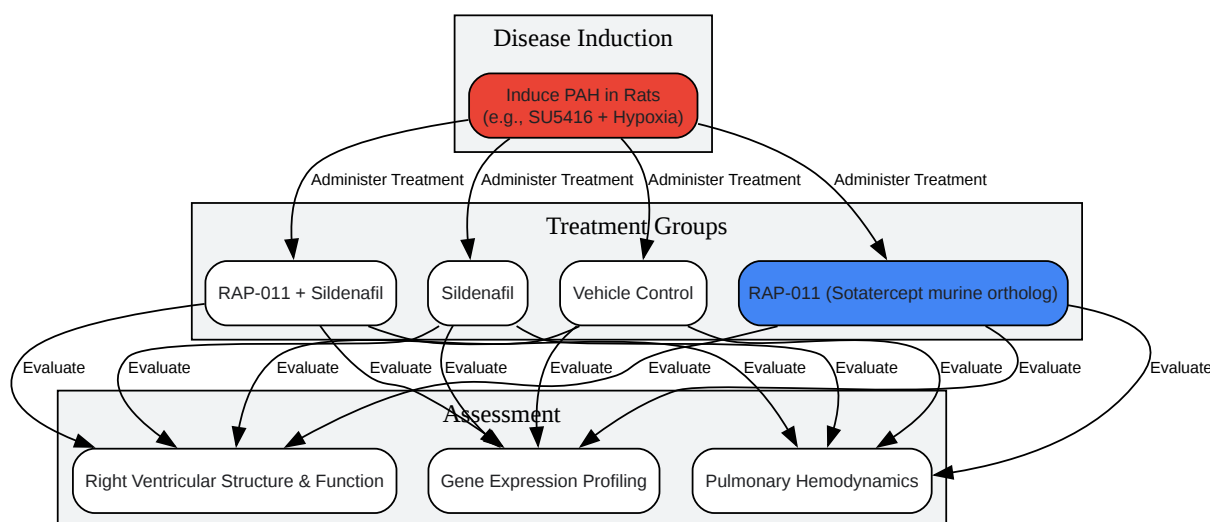 Disease Induction
Induce PAH in Rats
(e.g., SU5416 + Hypoxia)
Administer Treatment
Administer Treatment
Administer Treatment
Administer Treatment
Treatment Groups
RAP-011 + Sildenafil
Sildenafil
Vehicle Control
RAP-011 (Sotatercept murine ortholog)
Evaluate
Evaluate
Evaluate
Evaluate
Evaluate
Evaluate
Evaluate
Evaluate
Evaluate
Evaluate
Evaluate
Assessment
Right Ventricular Structure & Function
Gene Expression Profiling
Pulmonary Hemodynamics